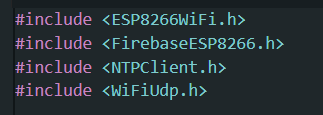 #include <ESP8266WiFi.h>
#include <FirebaseESP8266.h>
#include <NTPClient.h>
#include <WiFiUdp.h>